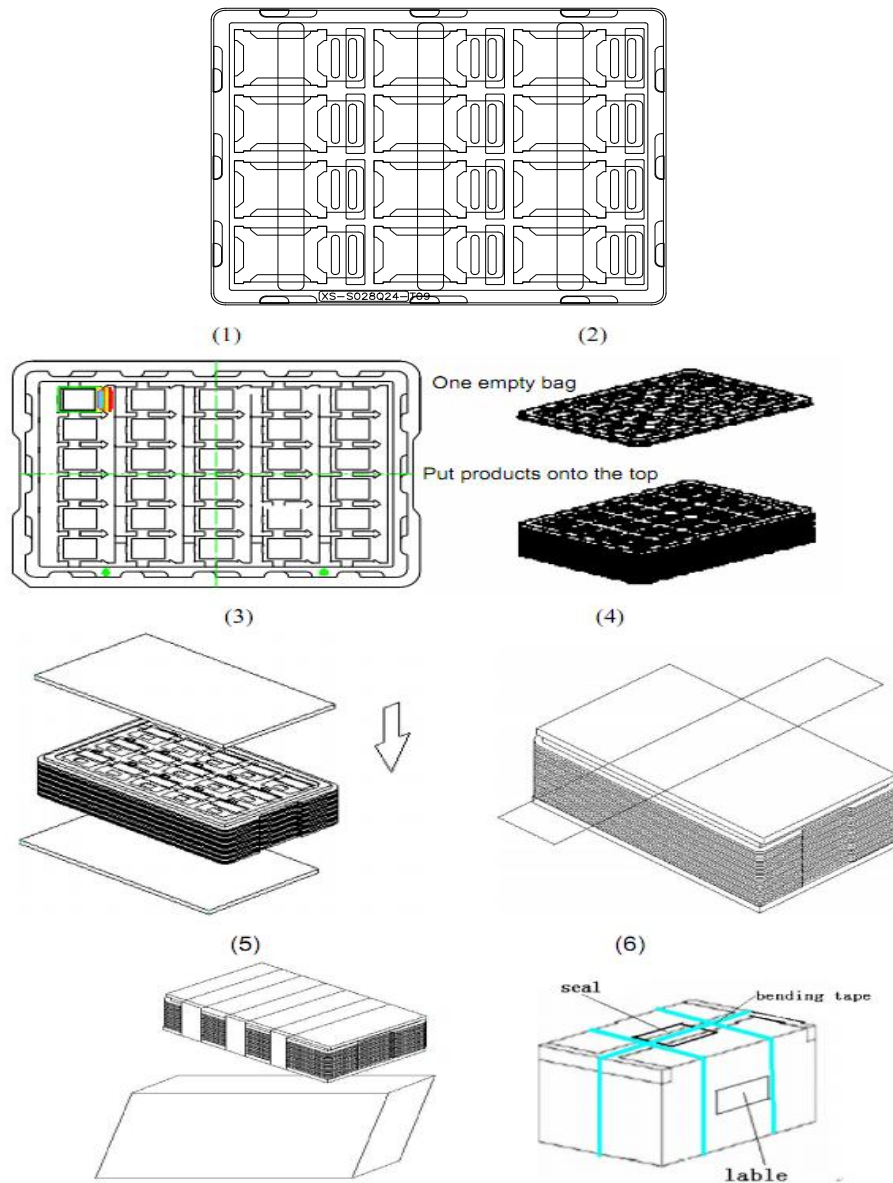 XS-S028Q24-T09
(1) (2)
One empty bag
Put products onto the top
(3) (4)
(5) (6)
seal
bending tape
lable